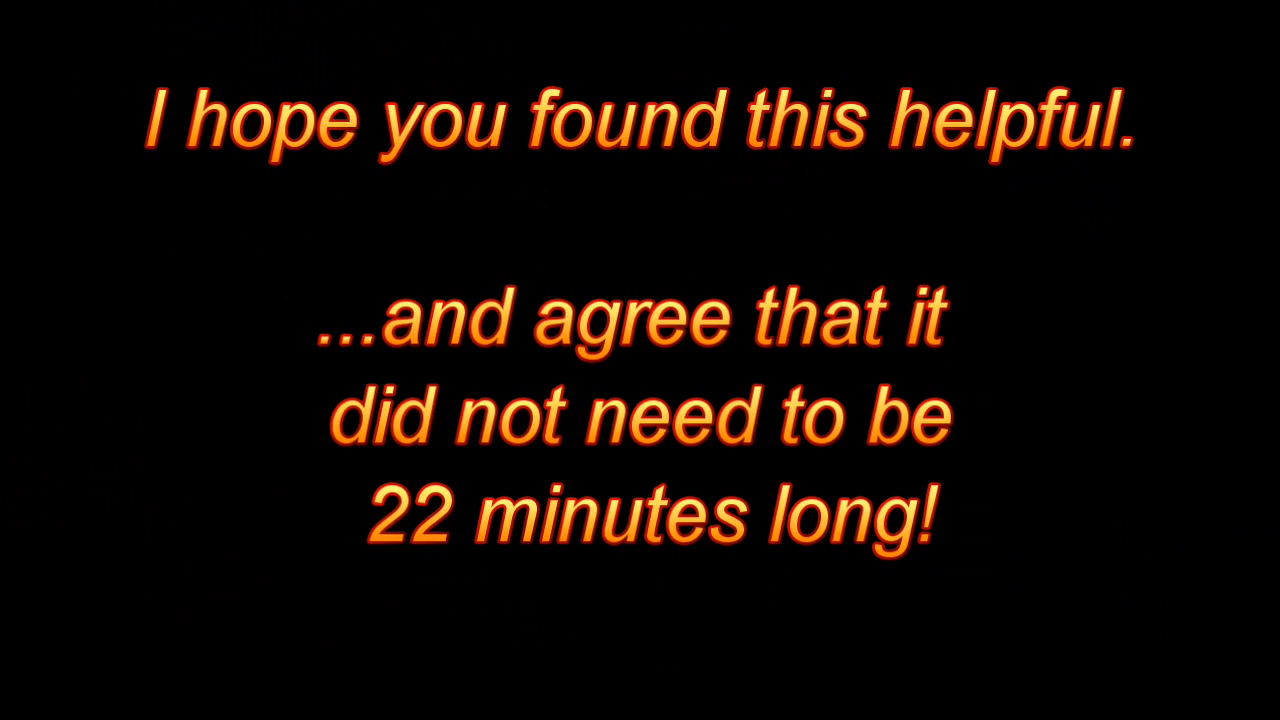 I hope you found this helpful.
...and agree that it
did not need to be
22 minutes long!